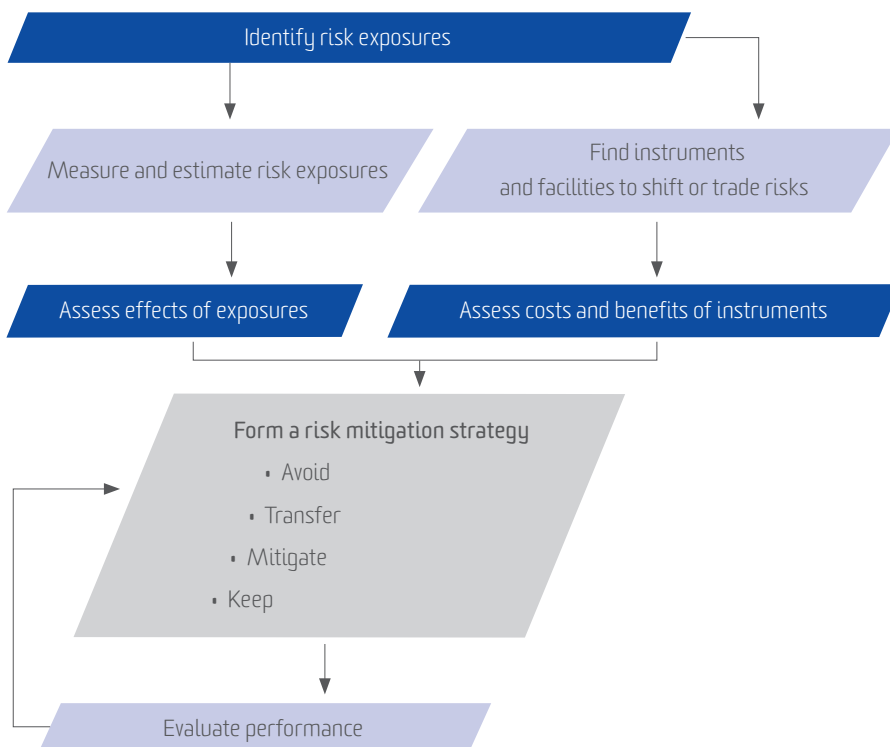 Identify risk exposures
Measure and estimate risk exposures
Find instruments
and facilities to shift or trade risks
Assess effects of exposures
Assess costs and benefits of instruments
Form a risk mitigation strategy
• Avoid
• Transfer
• Mitigate
• Keep
Evaluate performance